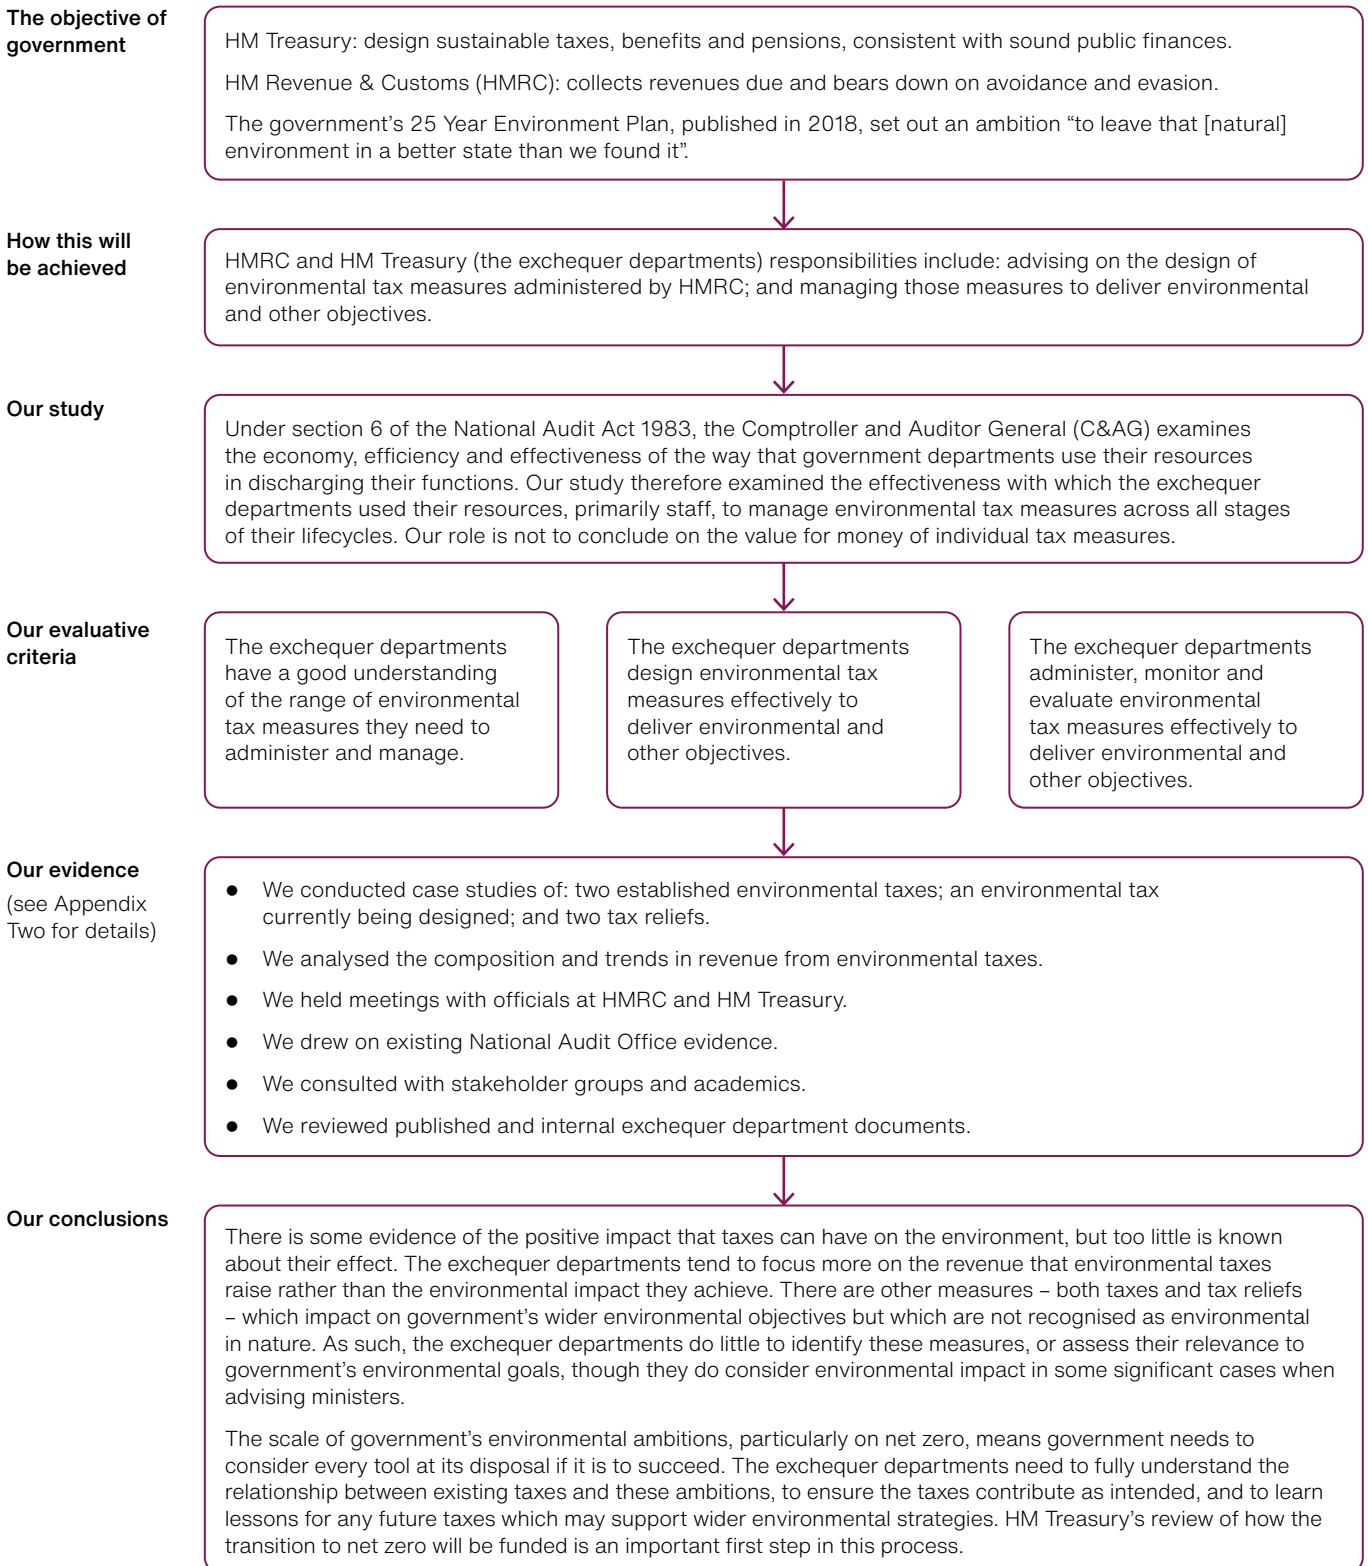 The objective of
government
HM Treasury: design sustainable taxes, benefits and pensions, consistent with sound public finances.
HM Revenue & Customs (HMRC): collects revenues due and bears down on avoidance and evasion.
The government’s 25 Year Environment Plan, published in 2018, set out an ambition “to leave that [natural]
environment in a better state than we found it”.
How this will
be achieved
HMRC and HM Treasury (the exchequer departments) responsibilities include: advising on the design of
environmental tax measures administered by HMRC; and managing those measures to deliver environmental
and other objectives.
Our study
Under section 6 of the National Audit Act 1983, the Comptroller and Auditor General (C&AG) examines
the economy, efficiency and effectiveness of the way that government departments use their resources
in discharging their functions. Our study therefore examined the effectiveness with which the exchequer
departments used their resources, primarily staff, to manage environmental tax measures across all stages
of their lifecycles. Our role is not to conclude on the value for money of individual tax measures.
Our evaluative
criteria
The exchequer departments
have a good understanding
of the range of environmental
tax measures they need to
administer and manage.
The exchequer departments
design environmental tax
measures effectively to
deliver environmental and
other objectives.
The exchequer departments
administer, monitor and
evaluate environmental
tax measures effectively to
deliver environmental and
other objectives.
Our evidence
(see Appendix
Two for details)
● We conducted case studies of: two established environmental taxes; an environmental tax
currently being designed; and two tax reliefs.
● We analysed the composition and trends in revenue from environmental taxes.
● We held meetings with officials at HMRC and HM Treasury.
● We drew on existing National Audit Office evidence.
● We consulted with stakeholder groups and academics.
● We reviewed published and internal exchequer department documents.
Our conclusions
There is some evidence of the positive impact that taxes can have on the environment, but too little is known
about their effect. The exchequer departments tend to focus more on the revenue that environmental taxes
raise rather than the environmental impact they achieve. There are other measures – both taxes and tax reliefs
– which impact on government’s wider environmental objectives but which are not recognised as environmental
in nature. As such, the exchequer departments do little to identify these measures, or assess their relevance to
government’s environmental goals, though they do consider environmental impact in some significant cases when
advising ministers.
The scale of government’s environmental ambitions, particularly on net zero, means government needs to
consider every tool at its disposal if it is to succeed. The exchequer departments need to fully understand the
relationship between existing taxes and these ambitions, to ensure the taxes contribute as intended, and to learn
lessons for any future taxes which may support wider environmental strategies. HM Treasury’s review of how the
transition to net zero will be funded is an important first step in this process.